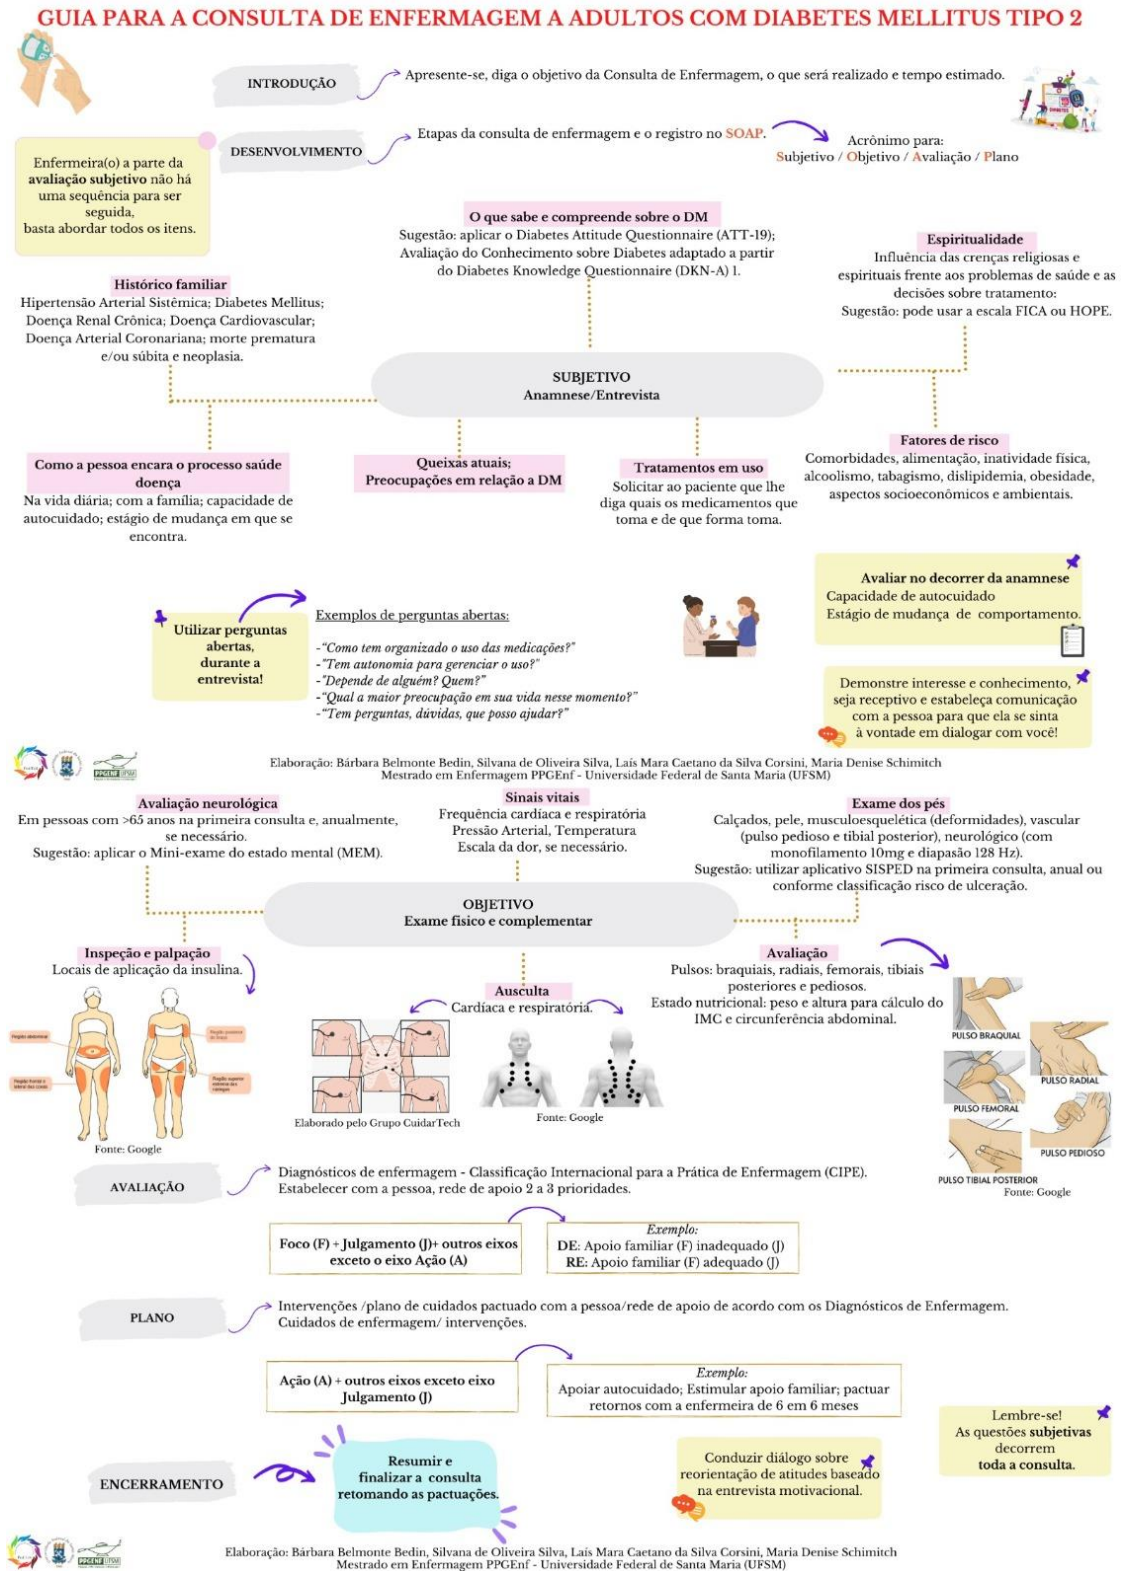 GUIA PARA A CONSULTA DE ENFERMAGEM A ADULTOS COM DIABETES MELLITUS TIPO 2
INTRODUÇÃO
Apresente-se, diga o objetivo da Consulta de Enfermagem, o que será realizado e tempo estimado.
DESENVOLVIMENTO
Etapas da consulta de enfermagem e o registro no SOAP.
Acrônimo para:
Subjetivo / Objetivo / Avaliação / Plano
Enfermeira(o) a parte da
avaliação subjetivo não há
uma sequência para ser
seguida,
basta abordar todos os itens.
O que sabe e compreende sobre o DM
Sugestão: aplicar o Diabetes Attitude Questionnaire (ATT-19);
Avaliação do Conhecimento sobre Diabetes adaptado a partir
do Diabetes Knowledge Questionnaire (DKN-A) 1.
Espiritualidade
Influência das crenças religiosas e
espirituais frente aos problemas de saúde e as
decisões sobre tratamento:
Sugestão: pode usar a escala FICA ou HOPE.
Histórico familiar
Hipertensão Arterial Sistêmica; Diabetes Mellitus;
Doença Renal Crônica; Doença Cardiovascular;
Doença Arterial Coronariana; morte prematura
e/ou súbita e neoplasia.
SUBJETIVO
Anamnese/Entrevista
Como a pessoa encara o processo saúde
doença
Na vida diária; com a família; capacidade de
autocuidado; estágio de mudança em que se
encontra.
Queixas atuais;
Preocupações em relação a DM
Tratamentos em uso
Solicitar ao paciente que lhe
diga quais os medicamentos que
toma e de que forma toma.
Fatores de risco
Comorbidades, alimentação, inatividade física,
alcoolismo, tabagismo, dislipidemia, obesidade,
aspectos socioeconômicos e ambientais.
Avaliar no decorrer da anamnese
Capacidade de autocuidado
Estágio de mudança de comportamento.
Utilizar perguntas
abertas,
durante a
entrevista!
Exemplos de perguntas abertas:
-"Como tem organizado o uso das medicações?"
-"Tem autonomia para gerenciar o uso?"
-"Depende de alguém? Quem?"
-"Qual a maior preocupação em sua vida nesse momento?"
-"Tem perguntas, dúvidas, que posso ajudar?"
Demonstre interesse e conhecimento,
seja receptivo e estabeleça comunicação
com a pessoa para que ela se sinta
à vontade em dialogar com você!
PPGENF UFSM
Elaboração: Bárbara Belmonte Bedin, Silvana de Oliveira Silva, Laís Mara Caetano da Silva Corsini, Maria Denise Schimitch
Mestrado em Enfermagem PPGEnf - Universidade Federal de Santa Maria (UFSM)
Avaliação neurológica
Em pessoas com >65 anos na primeira consulta e, anualmente,
se necessário.
Sugestão: aplicar o Mini-exame do estado mental (MEM).
Sinais vitais
Frequência cardíaca e respiratória
Pressão Arterial, Temperatura
Escala da dor, se necessário.
Exame dos pés
Calçados, pele, musculoesquelética (deformidades), vascular
(pulso pedioso e tibial posterior), neurológico (com
monofilamento 10mg e diapasão 128 Hz).
Sugestão: utilizar aplicativo SISPED na primeira consulta, anual ou
conforme classificação risco de ulceração.
OBJETIVO
Exame físico e complementar
Inspeção e palpação
Locais de aplicação da insulina.
Região abdominal
Fonte: Google
Ausculta
Cardíaca e respiratória.
Elaborado pelo Grupo CuidarTech
Fonte: Google
Avaliação
Pulsos: braquiais, radiais, femorais, tibiais
posteriores e pediosos.
Estado nutricional: peso e altura para cálculo do
IMC e circunferência abdominal.
PULSO BRAQUIAL
PULSO RADIAL
PULSO FEMORAL
PULSO PEDIOSO
PULSO TIBIAL POSTERIOR
Fonte: Google
AVALIAÇÃO
Diagnósticos de enfermagem - Classificação Internacional para a Prática de Enfermagem (CIPE).
Estabelecer com a pessoa, rede de apoio 2 a 3 prioridades.
Foco (F) + Julgamento (J)+ outros eixos
exceto o eixo Ação (A)
Exemplo:
DE: Apoio familiar (F) inadequado (J)
RE: Apoio familiar (F) adequado (J)
PLANO
Intervenções /plano de cuidados pactuado com a pessoa/rede de apoio de acordo com os Diagnósticos de Enfermagem.
Cuidados de enfermagem/ intervenções.
Ação (A) + outros eixos exceto eixo
Julgamento (J)
Exemplo:
Apoiar autocuidado; Estimular apoio familiar; pactuar
retornos com a enfermeira de 6 em 6 meses
Lembre-se!
As questões subjetivas
decorrem
toda a consulta.
ENCERRAMENTO
Resumir e
finalizar a consulta
retomando as pactuações.
Conduzir diálogo sobre
reorientação de atitudes baseado
na entrevista motivacional.
PPGENF UFSM
Elaboração: Bárbara Belmonte Bedin, Silvana de Oliveira Silva, Laís Mara Caetano da Silva Corsini, Maria Denise Schimitch
Mestrado em Enfermagem PPGEnf - Universidade Federal de Santa Maria (UFSM)